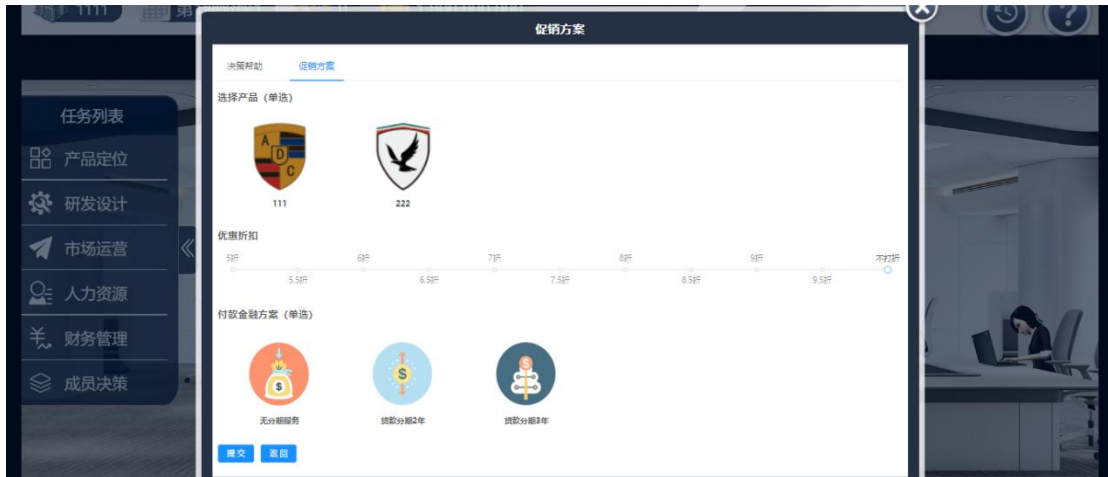 1111
第
促销方案
?
决策帮助 促销方案
选择产品 (单选)
A D C
111 222
优惠折扣
5折 6折 7折 8折 9折 不打折
5.5折 6.5折 7.5折 8.5折 9.5折
付款金融方案 (单选)
无分期服务 贷款分期2年 贷款分期3年
提交 返回
任务列表
产品定位
研发设计
市场运营
人力资源
财务管理
成员决策